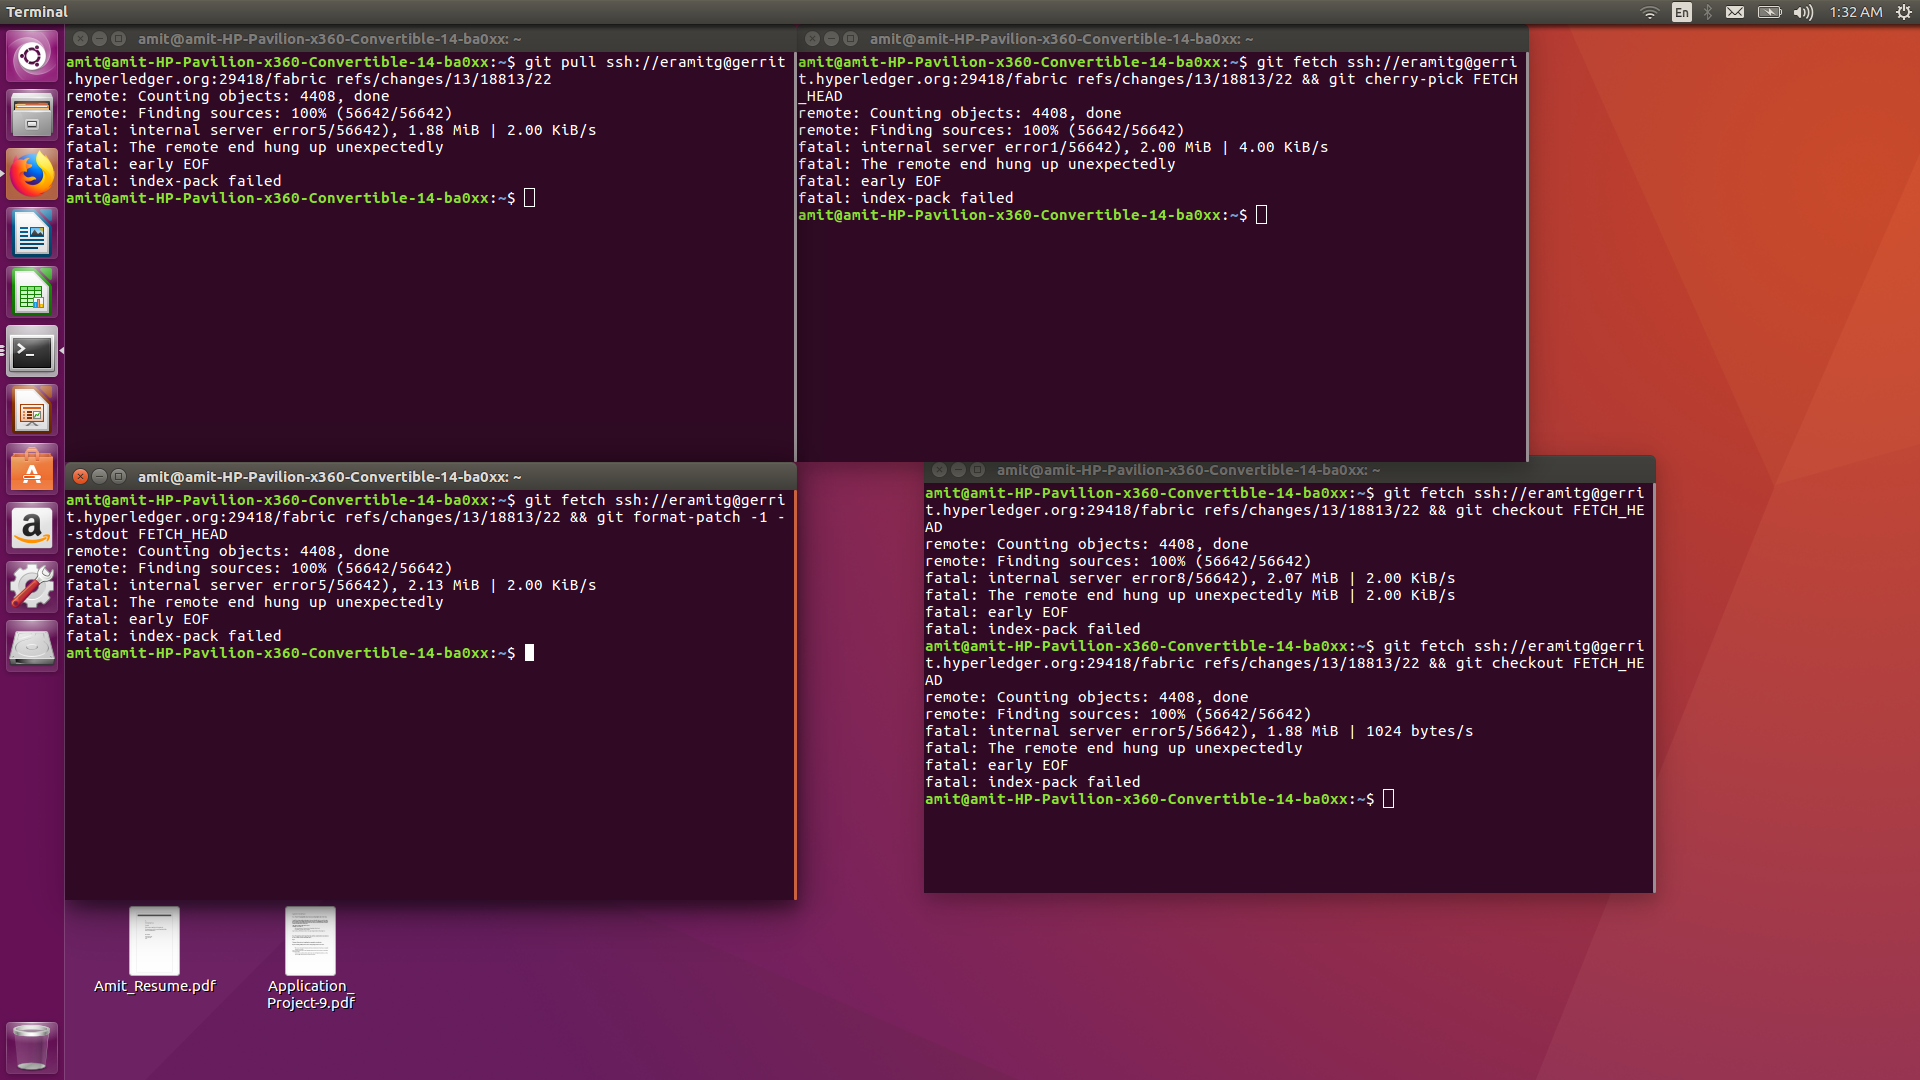 Terminal
En
1:32 AM
amit@amit-HP-Pavilion-x360-Convertible-14-ba0xx: ~
amit@amit-HP-Pavilion-x360-Convertible-14-ba0xx:~$ git pull ssh://eramitg@gerrit
.hyperledger.org:29418/fabric refs/changes/13/18813/22
remote: Counting objects: 4408, done
remote: Finding sources: 100% (56642/56642)
fatal: internal server error5/56642), 1.88 MiB | 2.00 KiB/s
fatal: The remote end hung up unexpectedly
fatal: early EOF
fatal: index-pack failed
amit@amit-HP-Pavilion-x360-Convertible-14-ba0xx:~$
amit@amit-HP-Pavilion-x360-Convertible-14-ba0xx: ~
amit@amit-HP-Pavilion-x360-Convertible-14-ba0xx:~$ git fetch ssh://eramitg@gerri
t.hyperledger.org:29418/fabric refs/changes/13/18813/22 && git cherry-pick FETCH
_HEAD
remote: Counting objects: 4408, done
remote: Finding sources: 100% (56642/56642)
fatal: internal server error1/56642), 2.00 MiB | 4.00 KiB/s
fatal: The remote end hung up unexpectedly
fatal: early EOF
fatal: index-pack failed
amit@amit-HP-Pavilion-x360-Convertible-14-ba0xx:~$
amit@amit-HP-Pavilion-x360-Convertible-14-ba0xx: ~
amit@amit-HP-Pavilion-x360-Convertible-14-ba0xx:~$ git fetch ssh://eramitg@gerri
t.hyperledger.org:29418/fabric refs/changes/13/18813/22 && git format-patch -1 -
-stdout FETCH_HEAD
remote: Counting objects: 4408, done
remote: Finding sources: 100% (56642/56642)
fatal: internal server error5/56642), 2.13 MiB | 2.00 KiB/s
fatal: The remote end hung up unexpectedly
fatal: early EOF
fatal: index-pack failed
amit@amit-HP-Pavilion-x360-Convertible-14-ba0xx:~$
amit@amit-HP-Pavilion-x360-Convertible-14-ba0xx: ~
amit@amit-HP-Pavilion-x360-Convertible-14-ba0xx:~$ git fetch ssh://eramitg@gerri
t.hyperledger.org:29418/fabric refs/changes/13/18813/22 && git checkout FETCH_HE
AD
remote: Counting objects: 4408, done
remote: Finding sources: 100% (56642/56642)
fatal: internal server error8/56642), 2.07 MiB | 2.00 KiB/s
fatal: The remote end hung up unexpectedly MiB | 2.00 KiB/s
fatal: early EOF
fatal: index-pack failed
amit@amit-HP-Pavilion-x360-Convertible-14-ba0xx:~$ git fetch ssh://eramitg@gerri
t.hyperledger.org:29418/fabric refs/changes/13/18813/22 && git checkout FETCH_HE
AD
remote: Counting objects: 4408, done
remote: Finding sources: 100% (56642/56642)
fatal: internal server error5/56642), 1.88 MiB | 1024 bytes/s
fatal: The remote end hung up unexpectedly
fatal: early EOF
fatal: index-pack failed
amit@amit-HP-Pavilion-x360-Convertible-14-ba0xx:~$
Amit_Resume.pdf
Application_
Project-9.pdf